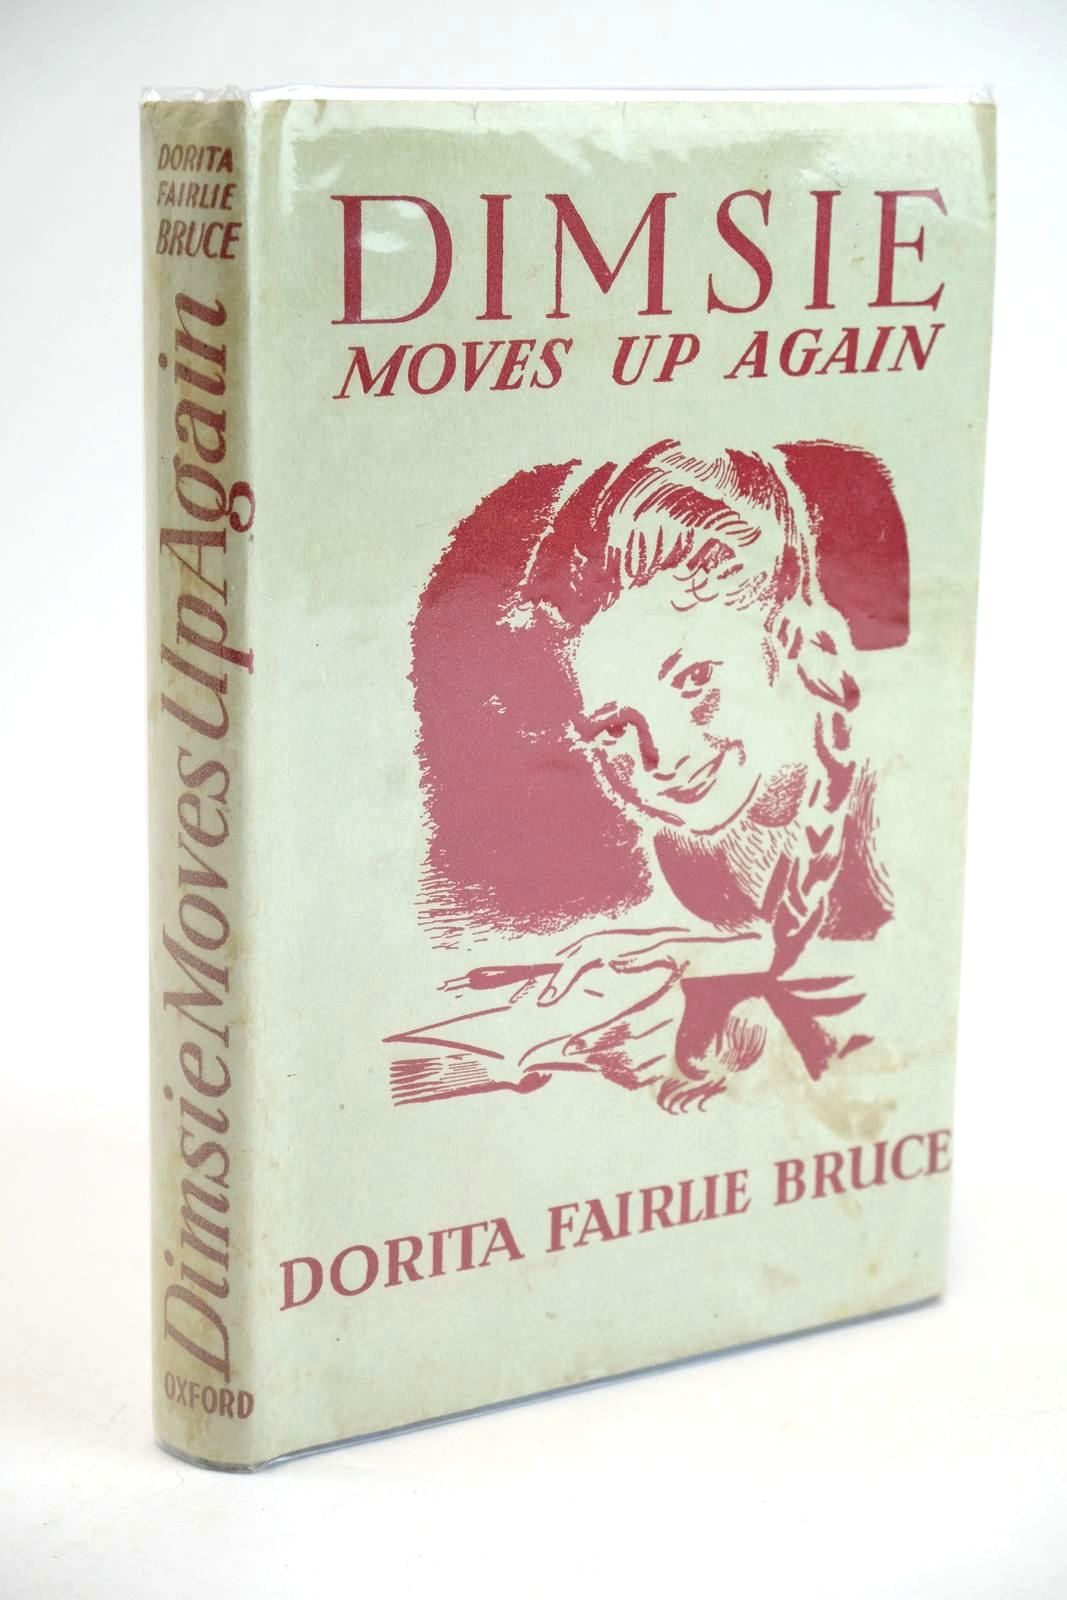 DORITA
FAIRLIE
BRUCE
Dimsie Moves Up Again
OXFORD
DIMSIE
MOVES UP AGAIN
DORITA FAIRLIE BRUCE